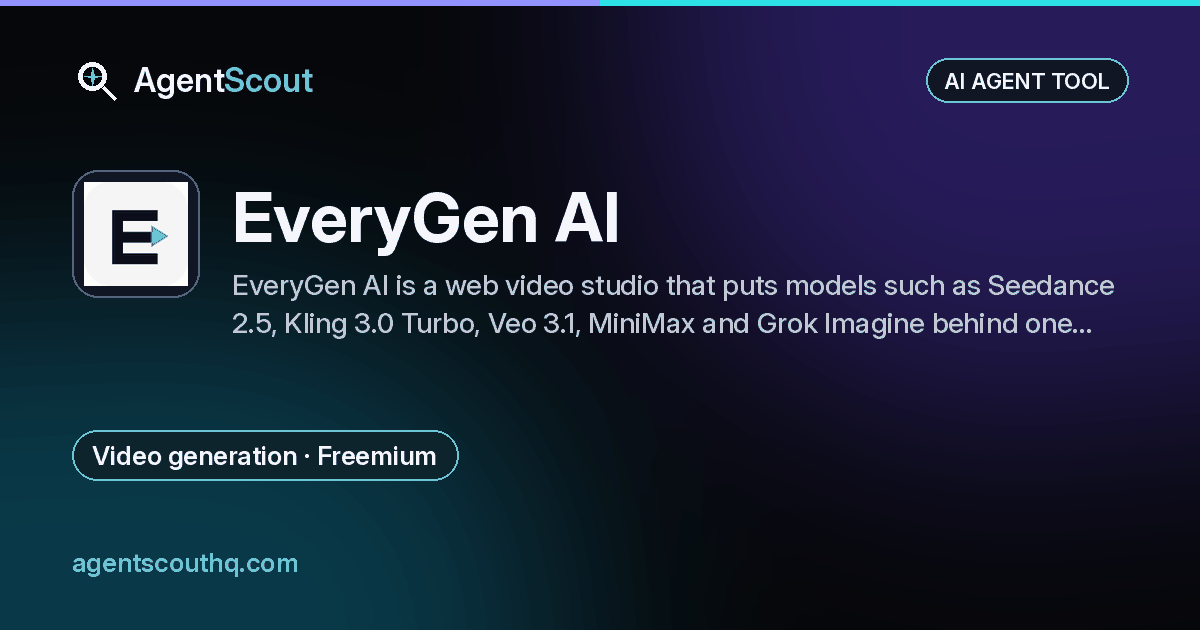 AgentScout
AI AGENT TOOL
E
EveryGen AI
EveryGen AI is a web video studio that puts models such as Seedance
2.5, Kling 3.0 Turbo, Veo 3.1, MiniMax and Grok Imagine behind one...
Video generation · Freemium
agentscouthq.com